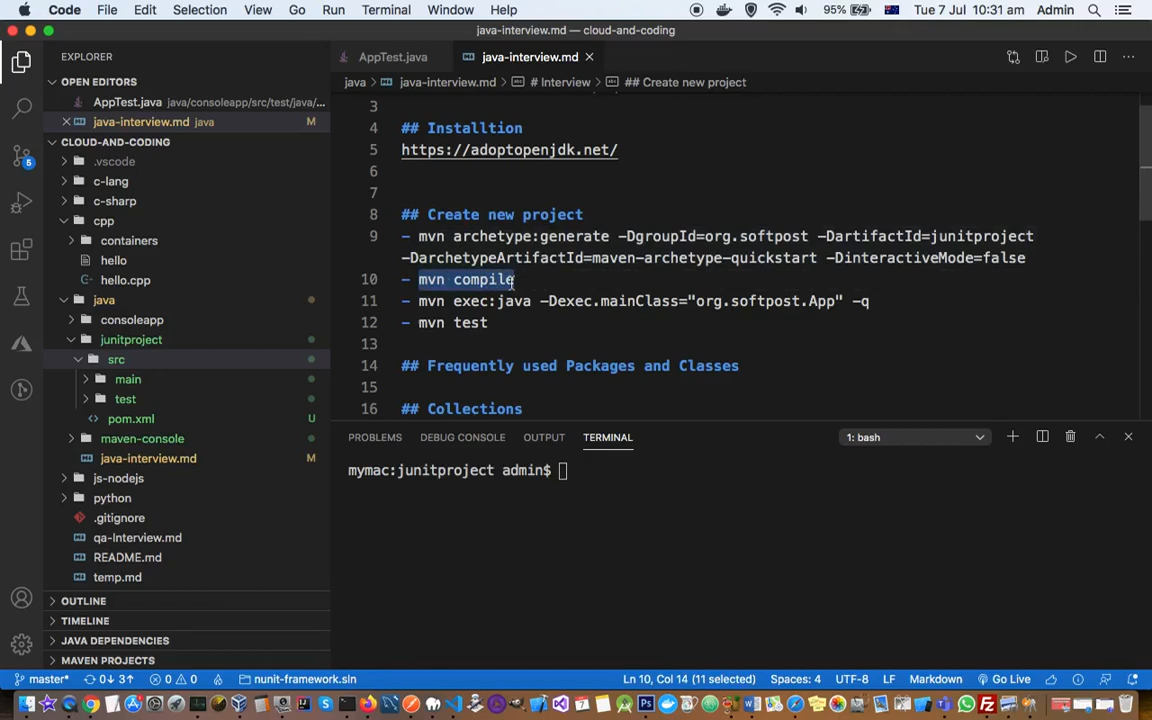 Code File Edit Selection View Go Run Terminal Window Help 95% Tue 7 Jul 10:31 am Admin
java-interview.md — cloud-and-coding
EXPLORER
AppTest.java
java-interview.md
java > java-interview.md > # Interview > ## Create new project
OPEN EDITORS
AppTest.java java/consoleapp/src/test/java/...
java-interview.md java M
CLOUD-AND-CODING
.vscode
c-lang
c-sharp
cpp
containers
hello
hello.cpp
java
consoleapp
junitproject
src
main
test
pom.xml U
maven-console
java-interview.md M
js-nodejs
python
.gitignore
qa-Interview.md
README.md
temp.md
OUTLINE
TIMELINE
JAVA DEPENDENCIES
MAVEN PROJECTS
5
3
4 ## Installtion
5 https://adoptopenjdk.net/
6
7
8 ## Create new project
9 - mvn archetype:generate -DgroupId=org.softpost -DartifactId=junitproject
-DarchetypeArtifactId=maven-archetype-quickstart -DinteractiveMode=false
10 - mvn compile
11 - mvn exec:java -Dexec.mainClass="org.softpost.App" -q
12 - mvn test
13
14 ## Frequently used Packages and Classes
15
16 ## Collections
PROBLEMS DEBUG CONSOLE OUTPUT TERMINAL 1: bash
mymac:junitproject admin$
master* 0↓ 3↑ 0 0 nunit-framework.sln Ln 10, Col 14 (11 selected) Spaces: 4 UTF-8 LF Markdown Go Live